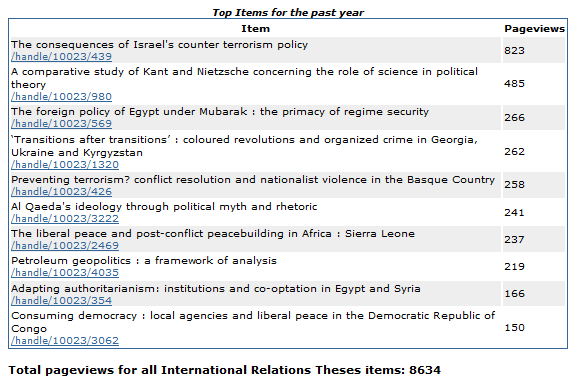 Top Items for the past year
Item Pageviews
The consequences of Israel's counter terrorism policy
/handle/10023/439
823
A comparative study of Kant and Nietzsche concerning the role of science in political
theory
/handle/10023/980
485
The foreign policy of Egypt under Mubarak : the primacy of regime security
/handle/10023/569
266
‘Transitions after transitions’ : coloured revolutions and organized crime in Georgia,
Ukraine and Kyrgyzstan
/handle/10023/1320
262
Preventing terrorism? conflict resolution and nationalist violence in the Basque Country
/handle/10023/426
258
Al Qaeda's ideology through political myth and rhetoric
/handle/10023/3222
241
The liberal peace and post-conflict peacebuilding in Africa : Sierra Leone
/handle/10023/2469
237
Petroleum geopolitics : a framework of analysis
/handle/10023/4035
219
Adapting authoritarianism: institutions and co-optation in Egypt and Syria
/handle/10023/354
166
Consuming democracy : local agencies and liberal peace in the Democratic Republic of
Congo
/handle/10023/3062
150
Total pageviews for all International Relations Theses items: 8634